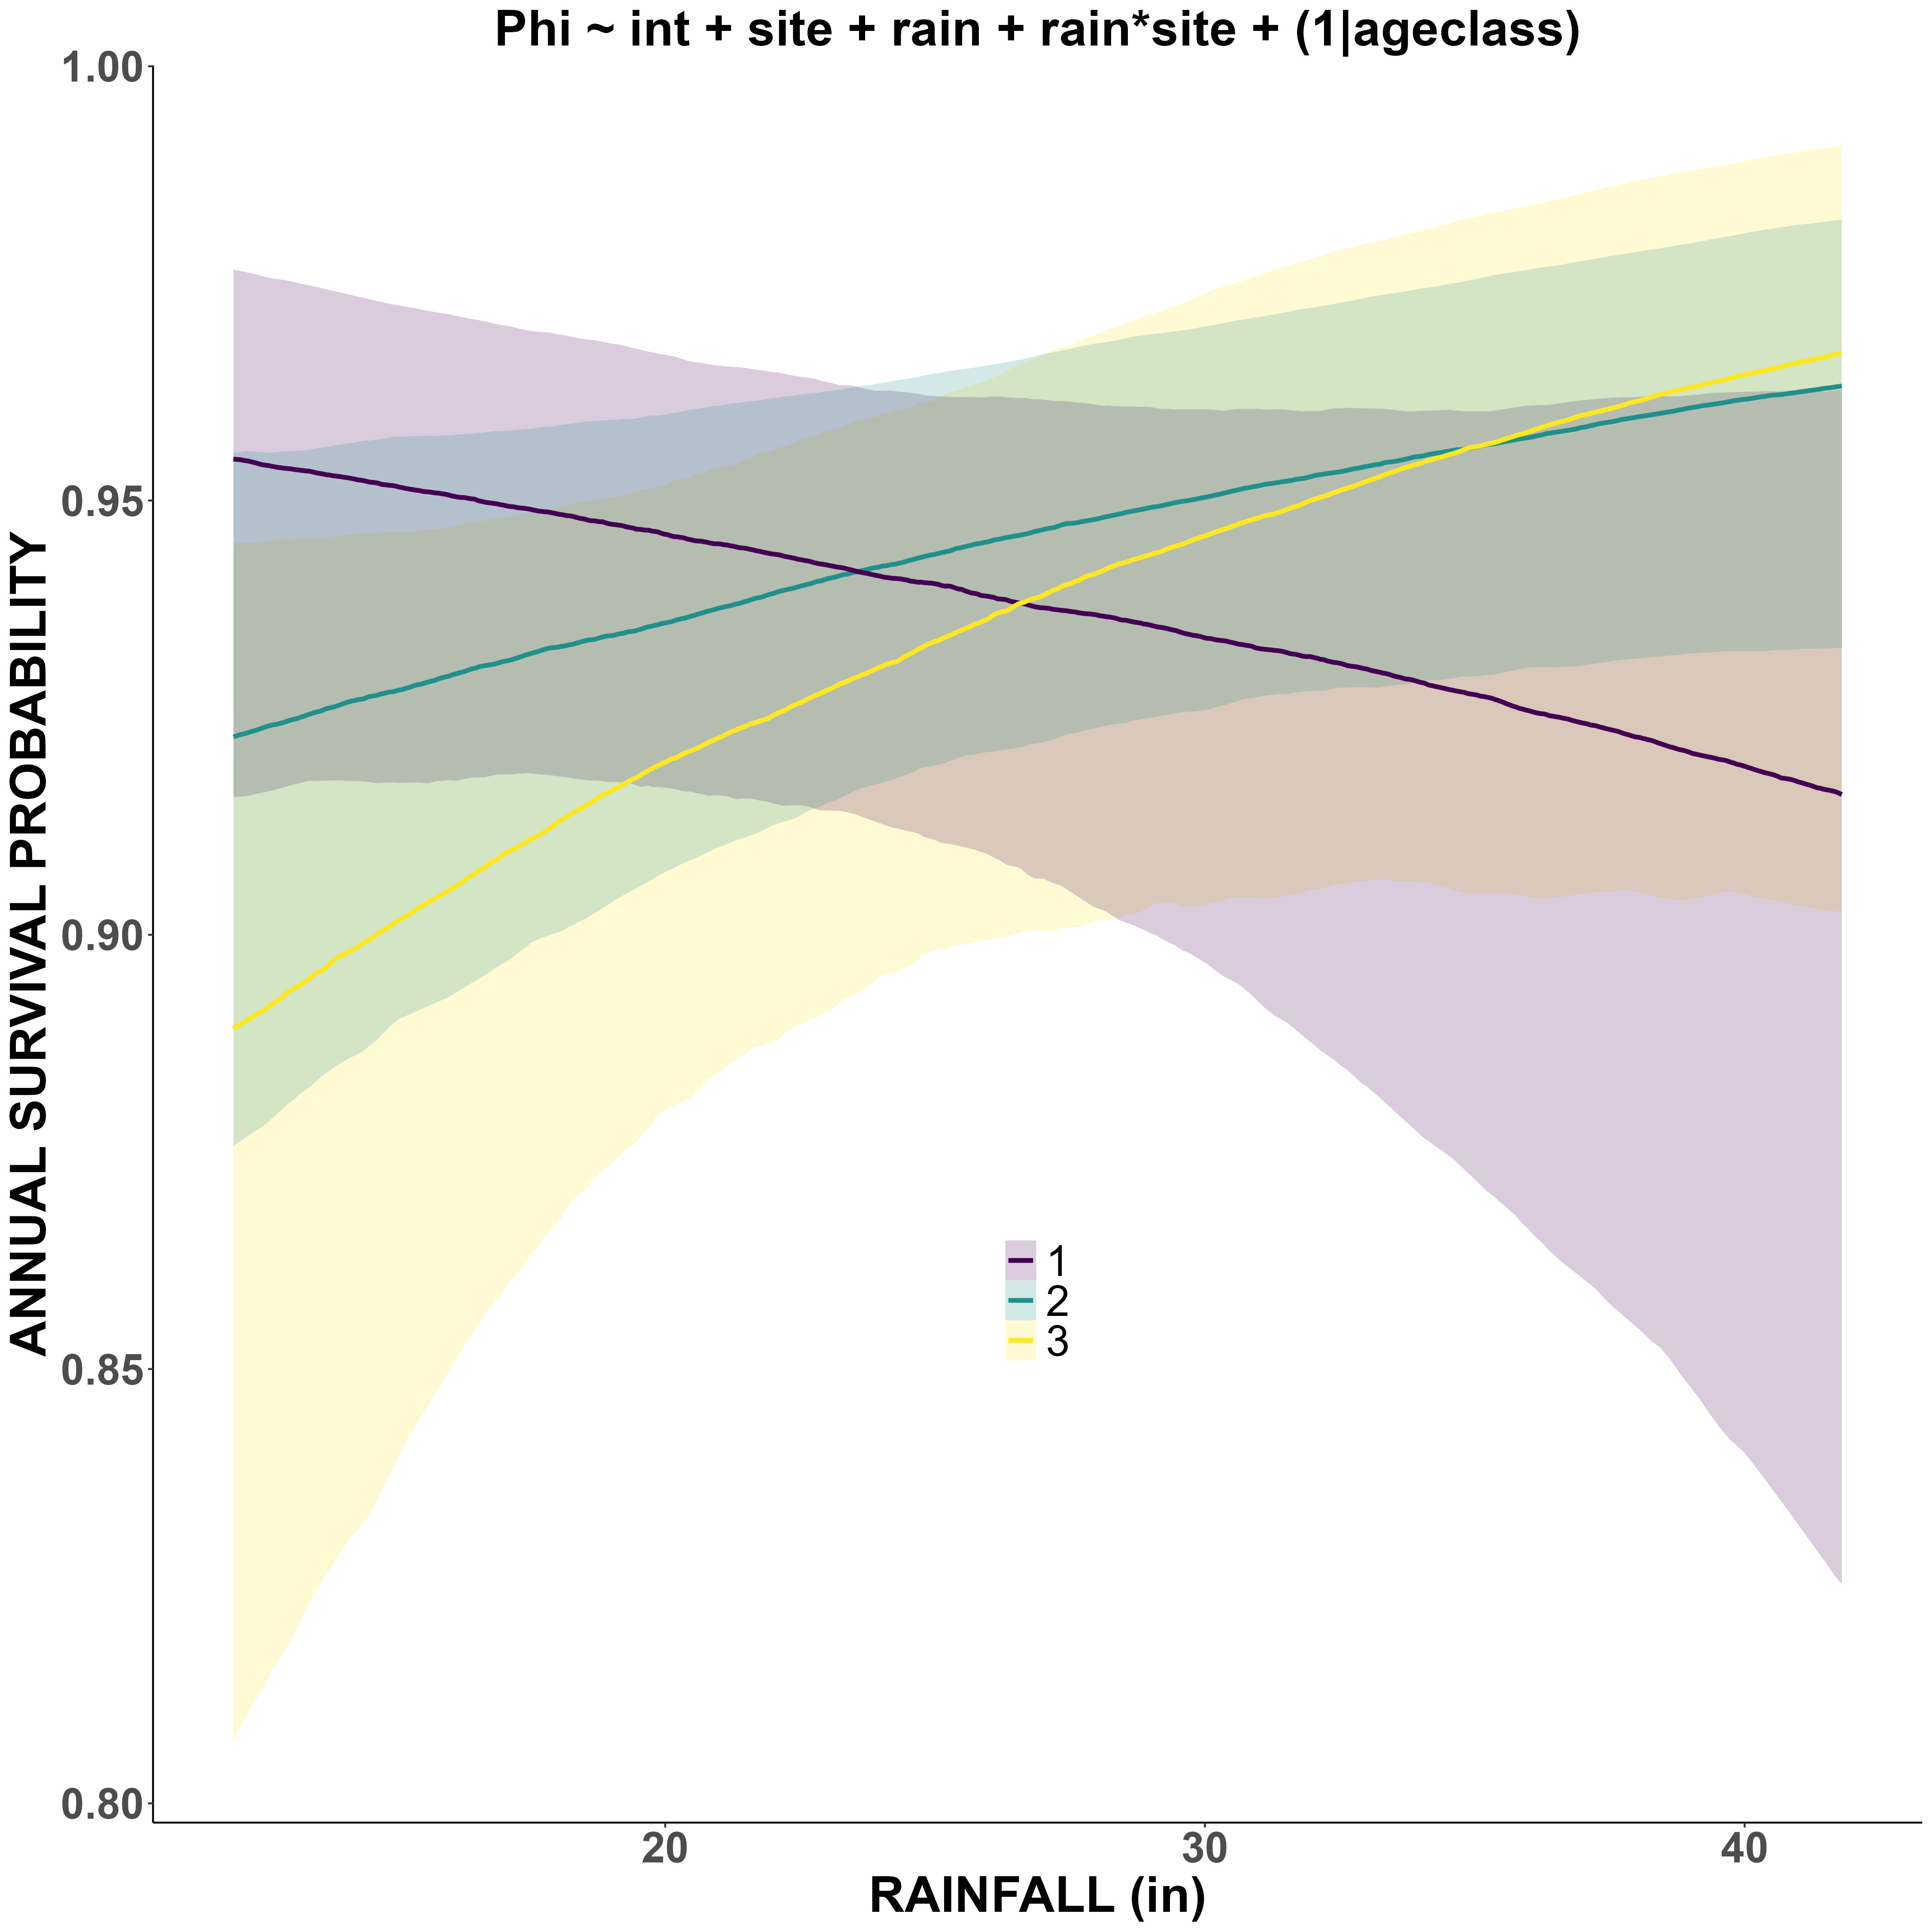 Phi ~ int + site + rain + rain*site + (1|ageclass)
1.00
0.95
0.90
0.85
0.80
ANNUAL SURVIVAL PROBABILITY
1
2
3
20 30 40
RAINFALL (in)